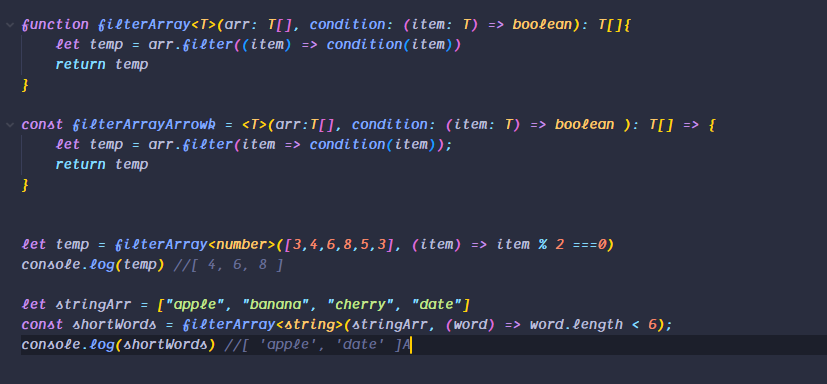 function filterArray<T>(arr: T[], condition: (item: T) => boolean): T[]{
    let temp = arr.filter((item) => condition(item))
    return temp
}
const filterArrayArrowb = <T>(arr:T[], condition: (item: T) => boolean ): T[] => {
    let temp = arr.filter(item => condition(item));
    return temp
}
let temp = filterArray<number>([3,4,6,8,5,3], (item) => item % 2 ===0)
console.log(temp) //[ 4, 6, 8 ]
let stringArr = ["apple", "banana", "cherry", "date"]
const shortWords = filterArray<string>(stringArr, (word) => word.length < 6);
console.log(shortWords) //[ 'apple', 'date' ]A